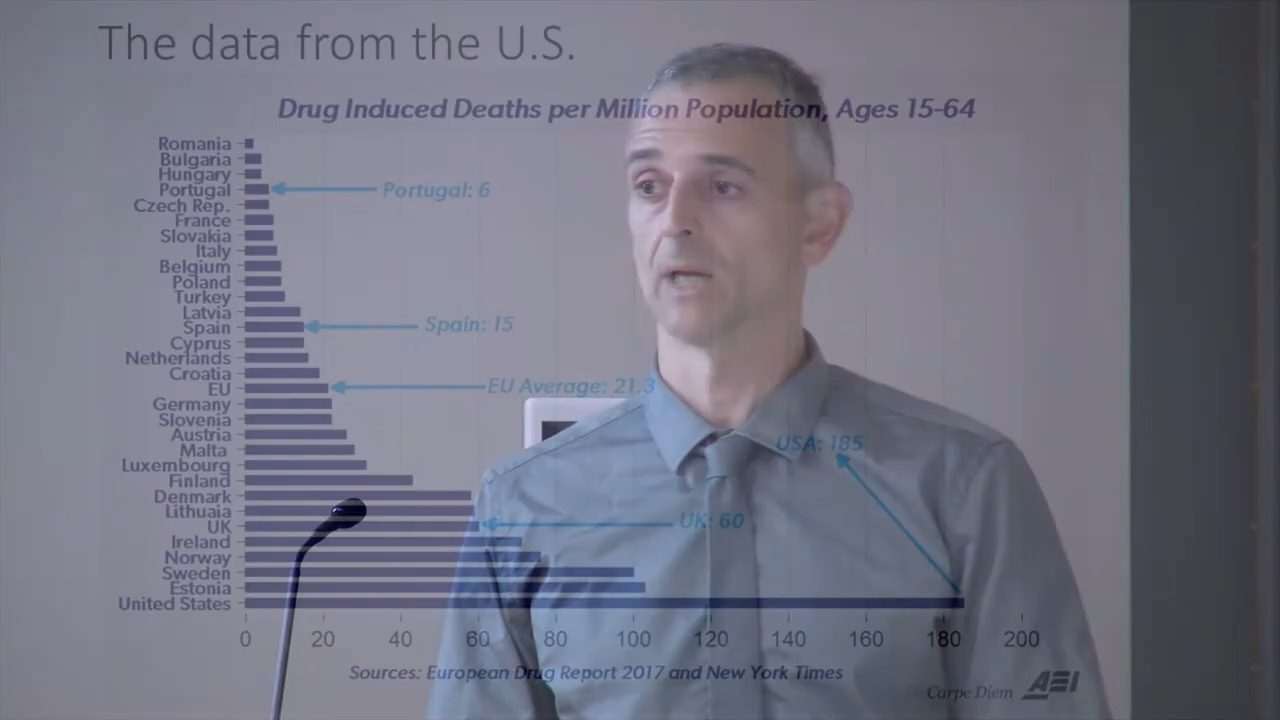 The data from the U.S.
Drug Induced Deaths per Million Population, Ages 15-64
Romania
Bulgaria
Hungary
Portugal
Portugal: 6
Czech Rep.
France
Slovakia
Italy
Belgium
Poland
Turkey
Latvia
Spain
Spain: 15
Cyprus
Netherlands
Croatia
EU
EU Average: 21.3
Germany
Slovenia
Austria
USA: 185
Malta
Luxembourg
Finland
Denmark
Lithuaia
UK
UK: 60
Ireland
Norway
Sweden
Estonia
United States
0 20 40 60 80 100 120 140 160 180 200
Sources: European Drug Report 2017 and New York Times
Carpe Diem AEI